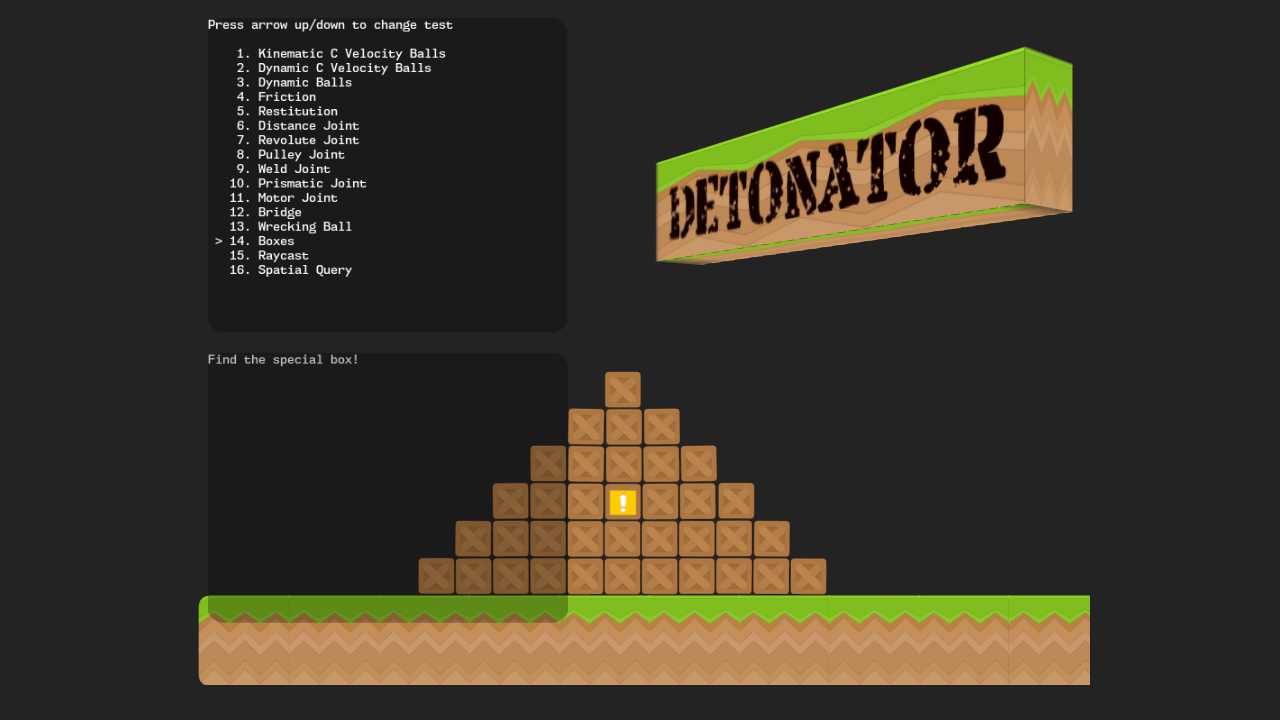 Press arrow up/down to change test
1. Kinematic C Velocity Balls
2. Dynamic C Velocity Balls
3. Dynamic Balls
4. Friction
5. Restitution
6. Distance Joint
7. Revolute Joint
8. Pulley Joint
9. Weld Joint
10. Prismatic Joint
11. Motor Joint
12. Bridge
13. Wrecking Ball
> 14. Boxes
15. Raycast
16. Spatial Query
DETONATOR
Find the special box!
!